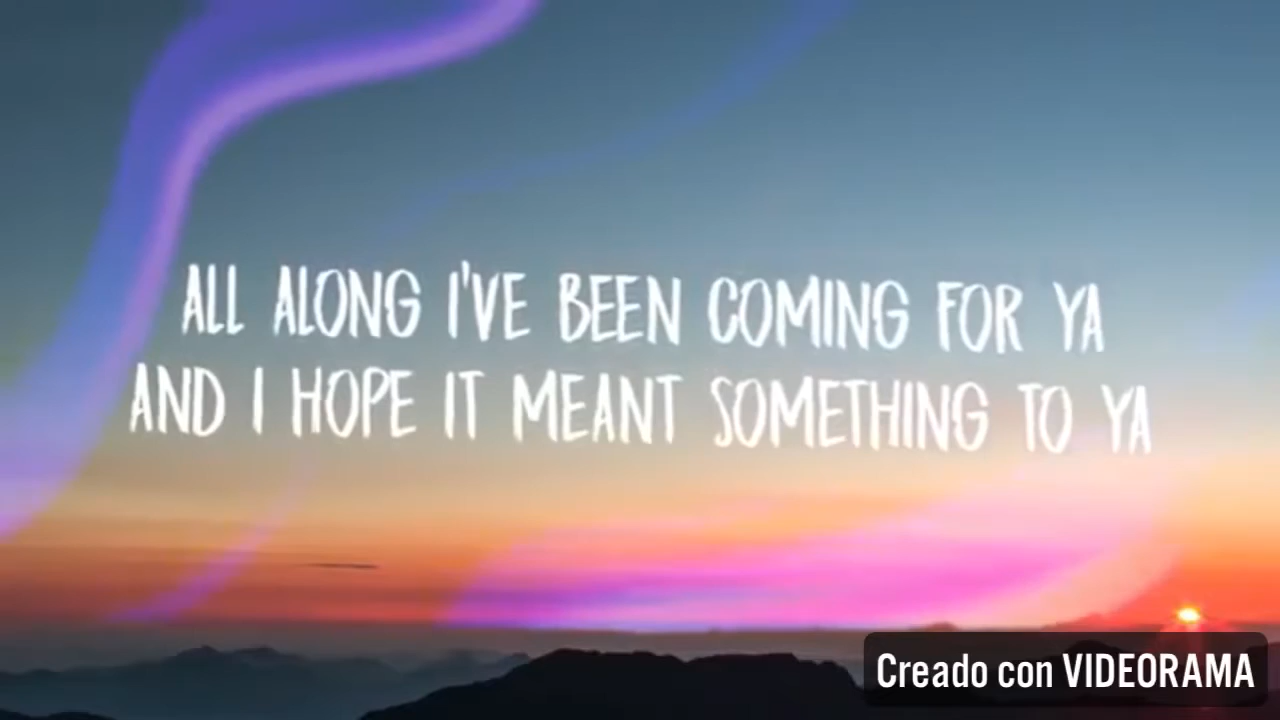 ALL ALONG I'VE BEEN COMING FOR YA
AND I HOPE IT MEANT SOMETHING TO YA
Creado con VIDEORAMA